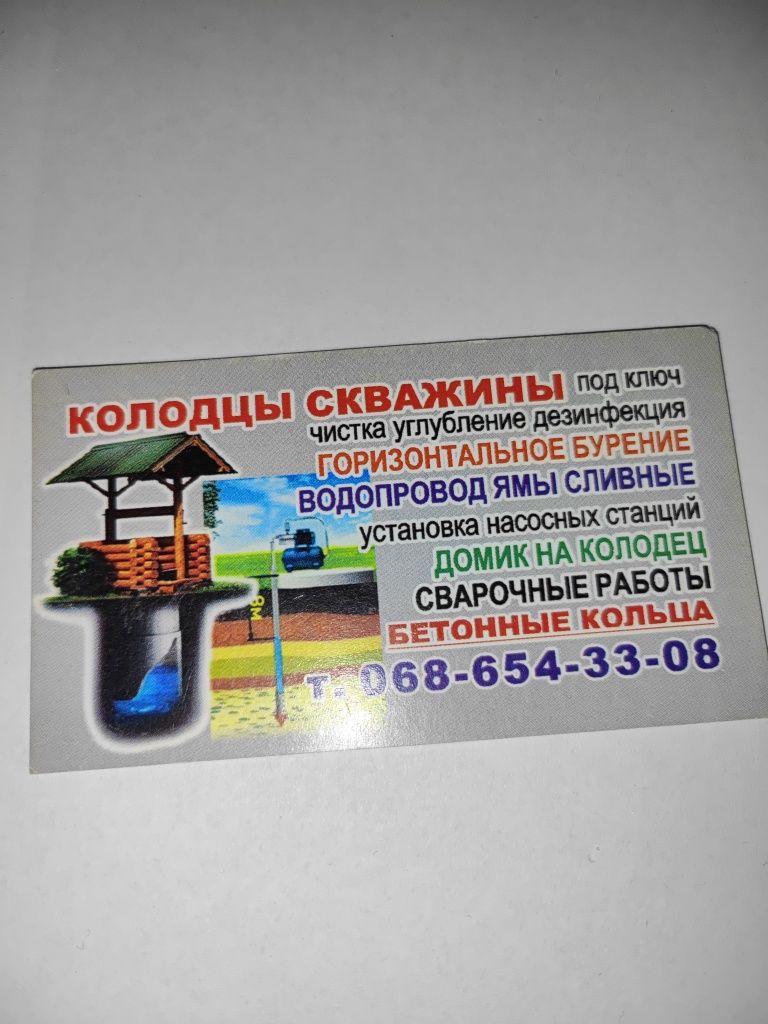 КОЛОДЦЫ СКВАЖИНЫ под ключ
чистка углубление дезинфекция
ГОРИЗОНТАЛЬНОЕ БУРЕНИЕ
ВОДОПРОВОД ЯМЫ СЛИВНЫЕ
установка насосных станций
ДОМИК НА КОЛОДЕЦ
СВАРОЧНЫЕ РАБОТЫ
БЕТОННЫЕ КОЛЬЦА
т. 068-654-33-08
8м